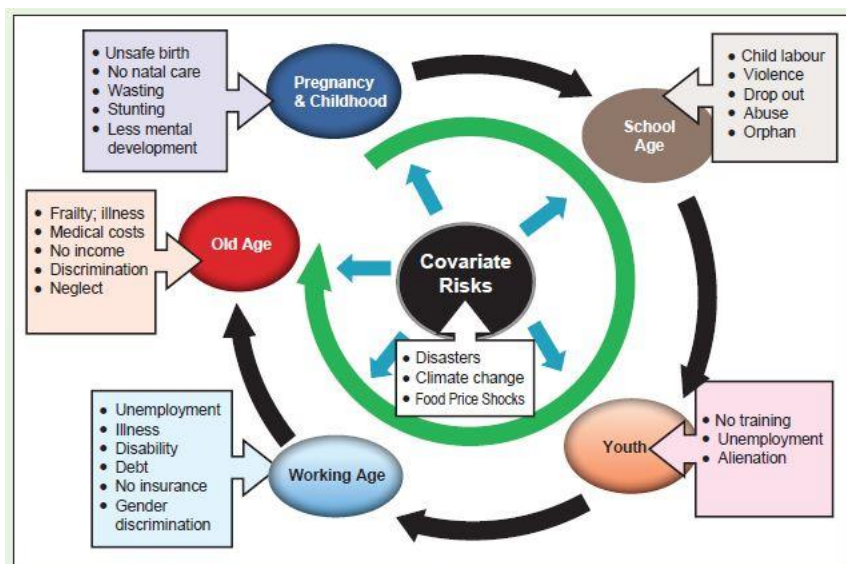 • Unsafe birth
• No natal care
• Wasting
• Stunting
• Less mental
development
Pregnancy
& Childhood
• Child labour
• Violence
• Drop out
• Abuse
• Orphan
School
Age
• Frailty; illness
• Medical costs
• No income
• Discrimination
• Neglect
Old Age
Covariate
Risks
• Disasters
• Climate change
• Food Price Shocks
• Unemployment
• Illness
• Disability
• Debt
• No insurance
• Gender
discrimination
Working Age
Youth
• No training
• Unemployment
• Alienation